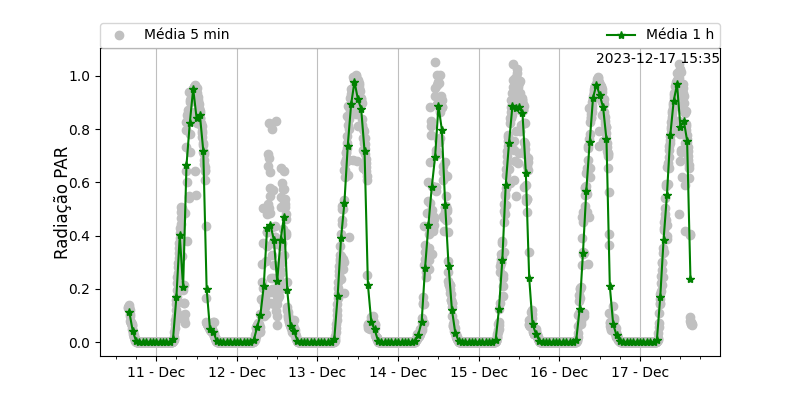 Média 5 min
Média 1 h
2023-12-17 15:35
Radiação PAR
1.0
0.8
0.6
0.4
0.2
0.0
11 - Dec
12 - Dec
13 - Dec
14 - Dec
15 - Dec
16 - Dec
17 - Dec